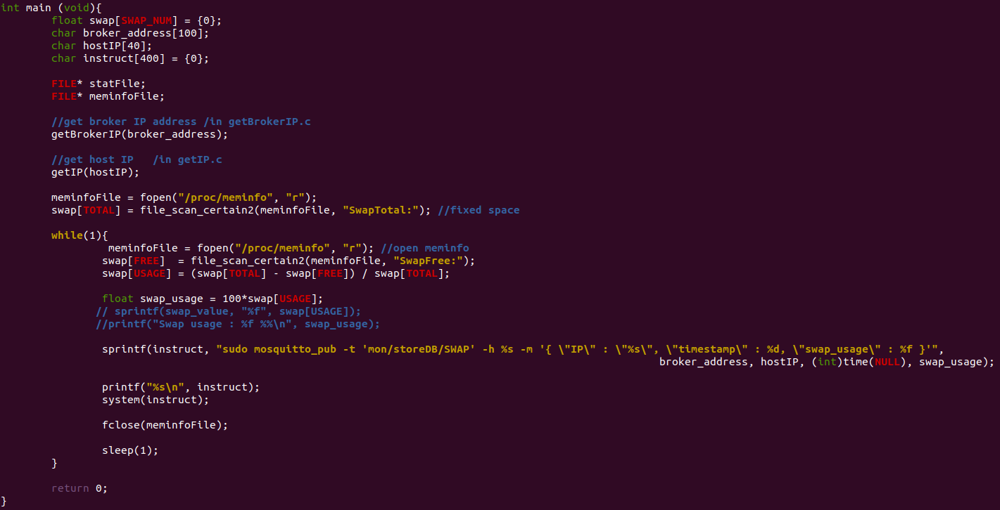 int main (void){
        float swap[SWAP_NUM] = {0};
        char broker_address[100];
        char hostIP[40];
        char instruct[400] = {0};

        FILE* statFile;
        FILE* meminfoFile;

        //get broker IP address /in getBrokerIP.c
        getBrokerIP(broker_address);

        //get host IP   /in getIP.c
        getIP(hostIP);

        meminfoFile = fopen("/proc/meminfo", "r");
        swap[TOTAL] = file_scan_certain2(meminfoFile, "SwapTotal:"); //fixed space

        while(1){
                 meminfoFile = fopen("/proc/meminfo", "r"); //open meminfo
                swap[FREE]  = file_scan_certain2(meminfoFile, "SwapFree:");
                swap[USAGE] = (swap[TOTAL] - swap[FREE]) / swap[TOTAL];

                float swap_usage = 100*swap[USAGE];
               // sprintf(swap_value, "%f", swap[USAGE]);
               //printf("Swap usage : %f %%\n", swap_usage);

                sprintf(instruct, "sudo mosquitto_pub -t 'mon/storeDB/SWAP' -h %s -m '{ \"IP\" : \"%s\", \"timestamp\" : %d, \"swap_usage\" : %f }'",
                                                                                                        broker_address, hostIP, (int)time(NULL), swap_usage);

                printf("%s\n", instruct);
                system(instruct);

                fclose(meminfoFile);

                sleep(1);
        }

        return 0;
}